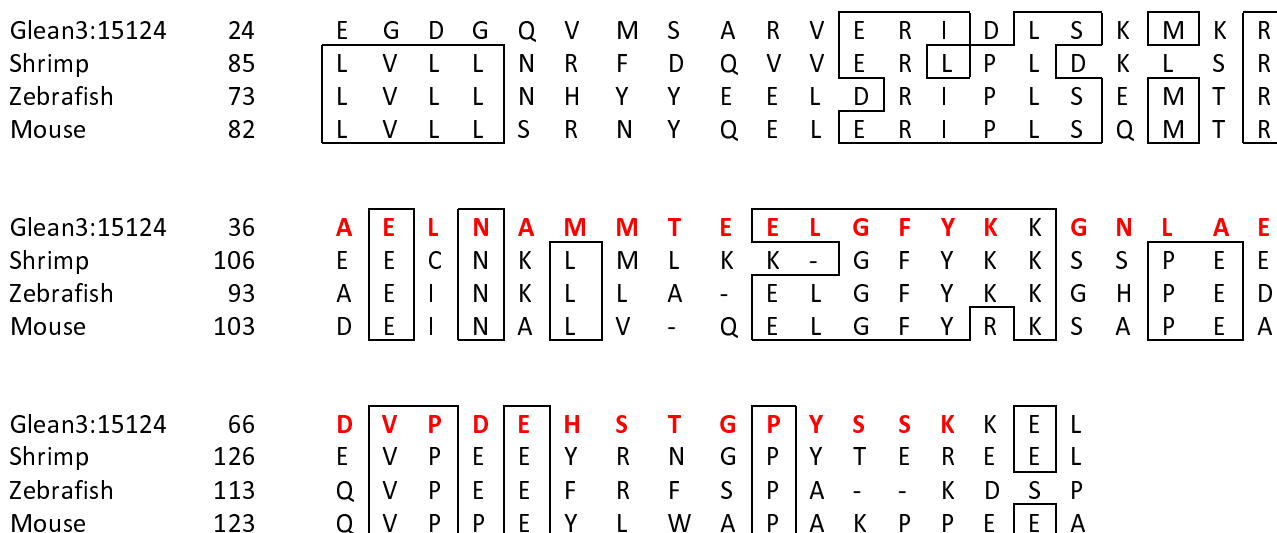 Glean3:15124 24 E G D G Q V M S A R V E R I D L S K M K R
Shrimp 85 L V L L N R F D Q V V E R L P L D K L S R
Zebrafish 73 L V L L N H Y Y E E L D R I P L S E M T R
Mouse 82 L V L L S R N Y Q E L E R I P L S Q M T R
Glean3:15124 36 A E L N A M M T E E L G F Y K K G N L A E
Shrimp 106 E E C N K L M L K K - G F Y K K S S P E E
Zebrafish 93 A E I N K L L A - E L G F Y K K G H P E D
Mouse 103 D E I N A L V - Q E L G F Y R K S A P E A
Glean3:15124 66 D V P D E H S T G P Y S S K K E L
Shrimp 126 E V P E E Y R N G P Y T E R E E L
Zebrafish 113 Q V P E E F R F S P A - - K D S P
Mouse 123 Q V P P E Y L W A P A K P P E E A